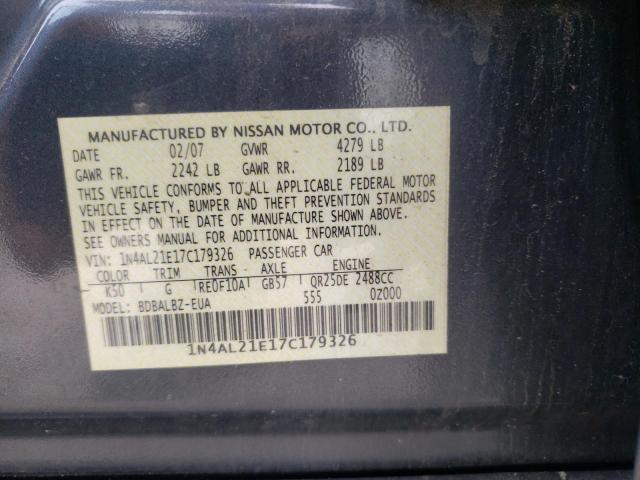 MANUFACTURED BY NISSAN MOTOR CO., LTD.
DATE 02/07 GVWR 4279 LB
GAWR FR. 2242 LB GAWR RR. 2189 LB
THIS VEHICLE CONFORMS TO ALL APPLICABLE FEDERAL MOTOR
VEHICLE SAFETY, BUMPER AND THEFT PREVENTION STANDARDS
IN EFFECT ON THE DATE OF MANUFACTURE SHOWN ABOVE.
SEE OWNERS MANUAL FOR ADDITIONAL INFORMATION.
VIN: 1N4AL21E17C179326 PASSENGER CAR
COLOR TRIM TRANS AXLE ENGINE
K50 G RE0F10A GB57 QR25DE 2488CC
MODEL: BDBALBZ-EUA 555 0Z000
1N4AL21E17C179326